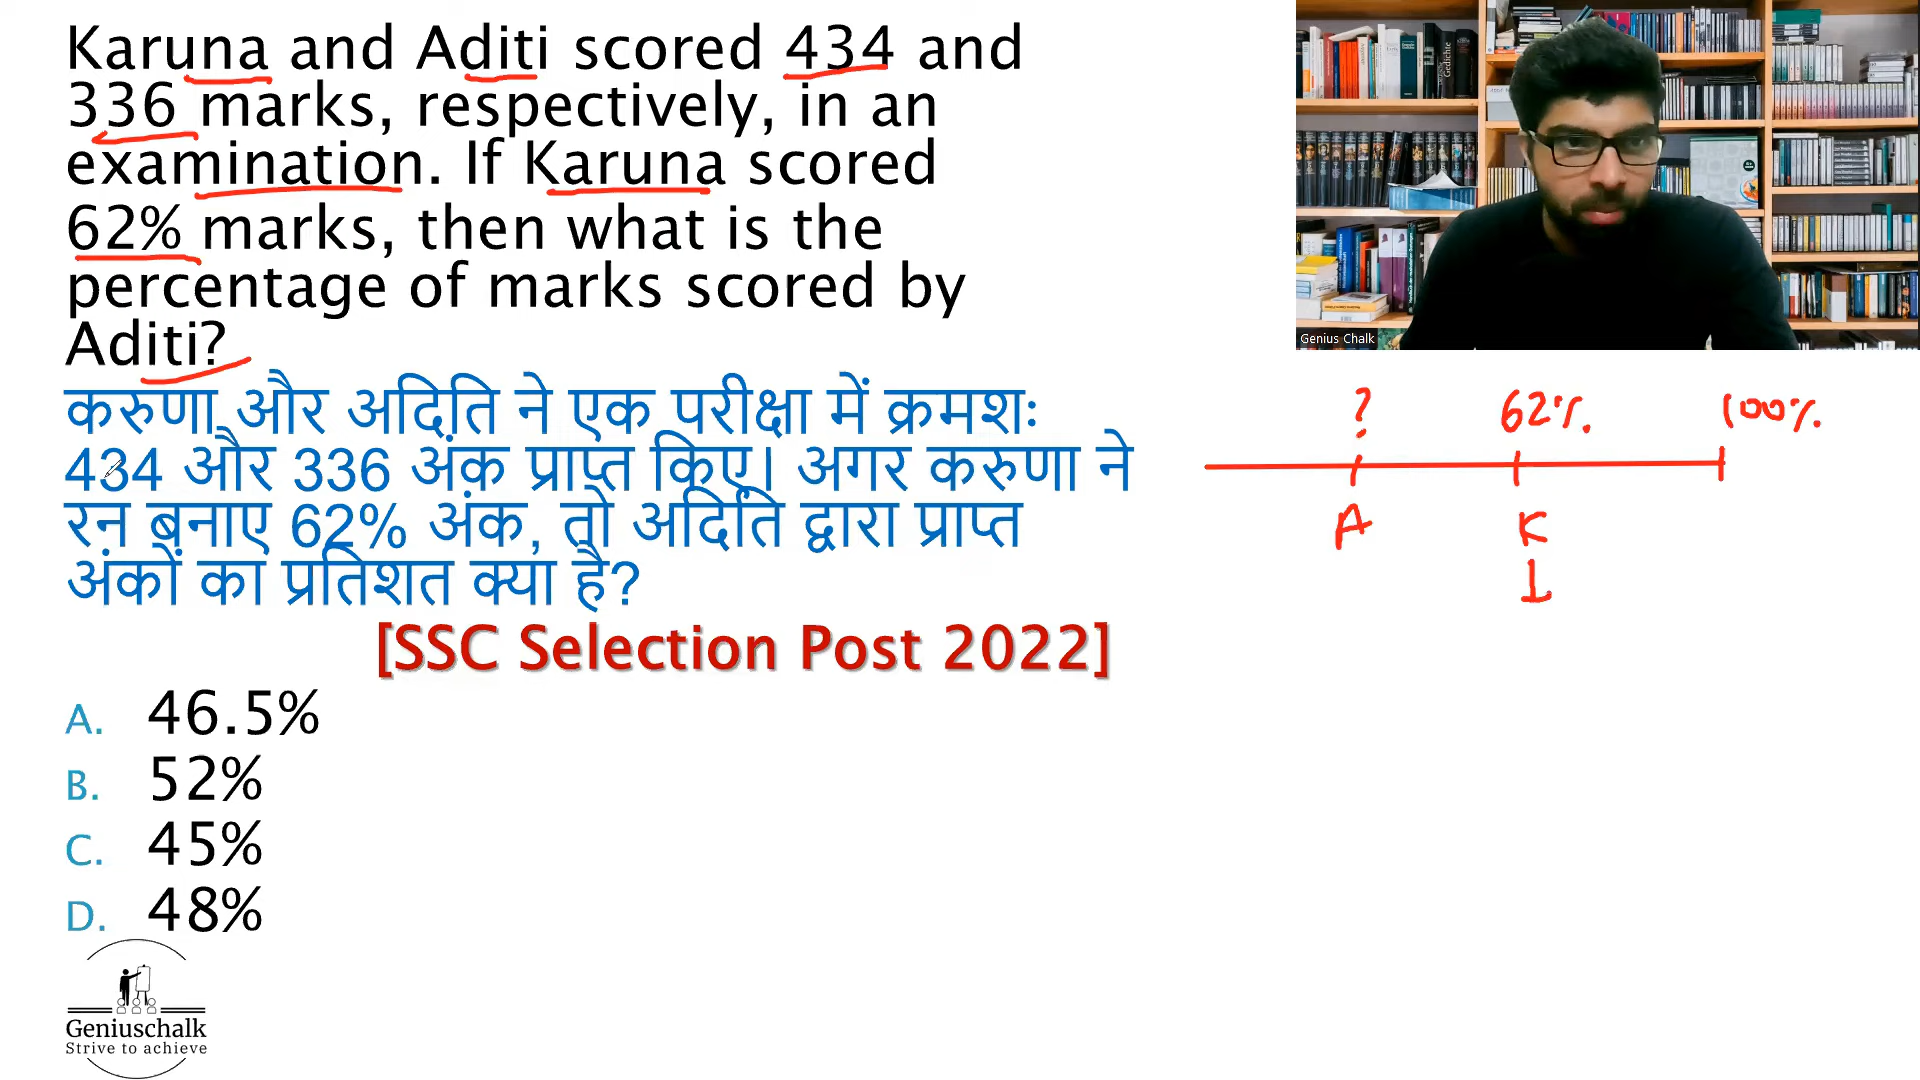 Karuna and Aditi scored 434 and
336 marks, respectively, in an
examination. If Karuna scored
62% marks, then what is the
percentage of marks scored by
Aditi?
करुणा और अदिति ने एक परीक्षा में क्रमशः
434 और 336 अंक प्राप्त किए। अगर करुणा ने
रन बनाए 62% अंक, तो अदिति द्वारा प्राप्त
अंकों का प्रतिशत क्या है?
[SSC Selection Post 2022]
A. 46.5%
B. 52%
C. 45%
D. 48%
Geniuschalk
Strive to achieve
Genius Chalk
? 62% 100%
A K
1